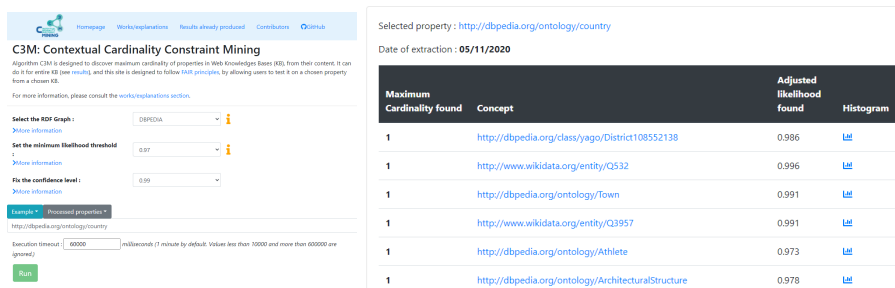 C3M
MINING
Homepage Works/explanations Results already produced Contributors GitHub
C3M: Contextual Cardinality Constraint Mining
Algorithm C3M is designed to discover maximum cardinality of properties in Web Knowledges Bases (KB), from their content. It can
do it for entire KB (see results), and this site is designed to follow FAIR principles, by allowing users to test it on a chosen property
from a chosen KB.
For more information, please consult the works/explanations section.
Select the RDF Graph : DBPEDIA
More information
Set the minimum likelihood threshold 0.97
:
More information
Fix the confidence level : 0.99
More information
Example Processed properties
http://dbpedia.org/ontology/country
Execution timeout : 60000 milliseconds (1 minute by default. Values less than 10000 and more than 600000 are
ignored.)
Run
Selected property : http://dbpedia.org/ontology/country
Date of extraction : 05/11/2020
Maximum Cardinality found Concept Adjusted likelihood found Histogram
1 http://dbpedia.org/class/yago/District108552138 0.986
1 http://www.wikidata.org/entity/Q532 0.996
1 http://dbpedia.org/ontology/Town 0.991
1 http://www.wikidata.org/entity/Q3957 0.991
1 http://dbpedia.org/ontology/Athlete 0.973
1 http://dbpedia.org/ontology/ArchitecturalStructure 0.978